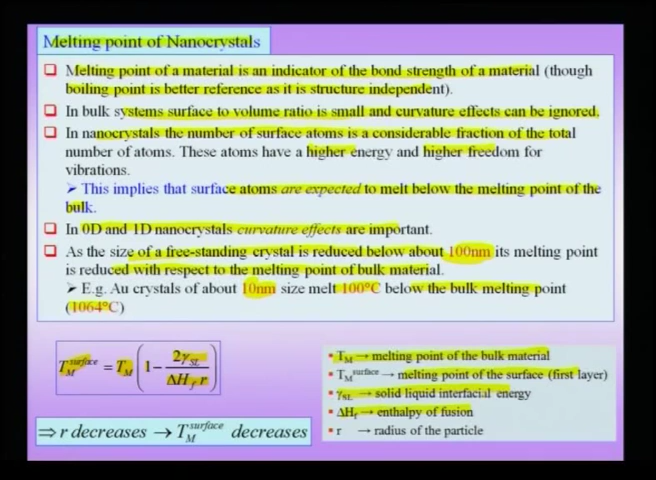 Melting point of Nanocrystals
❑ Melting point of a material is an indicator of the bond strength of a material (though
boiling point is better reference as it is structure independent).
❑ In bulk systems surface to volume ratio is small and curvature effects can be ignored.
❑ In nanocrystals the number of surface atoms is a considerable fraction of the total
number of atoms. These atoms have a higher energy and higher freedom for
vibrations.
➢ This implies that surface atoms are expected to melt below the melting point of the
bulk.
❑ In 0D and 1D nanocrystals curvature effects are important.
❑ As the size of a free-standing crystal is reduced below about 100nm its melting point
is reduced with respect to the melting point of bulk material.
➢ E.g. Au crystals of about 10nm size melt 100°C below the bulk melting point
(1064°C)
T_M^surface = T_M (1 − 2γ_SL / ΔH_f r)
⇒ r decreases → T_M^surface decreases
▪ T_M → melting point of the bulk material
▪ T_M^surface → melting point of the surface (first layer)
▪ γ_SL → solid liquid interfacial energy
▪ ΔH_f → enthalpy of fusion
▪ r → radius of the particle